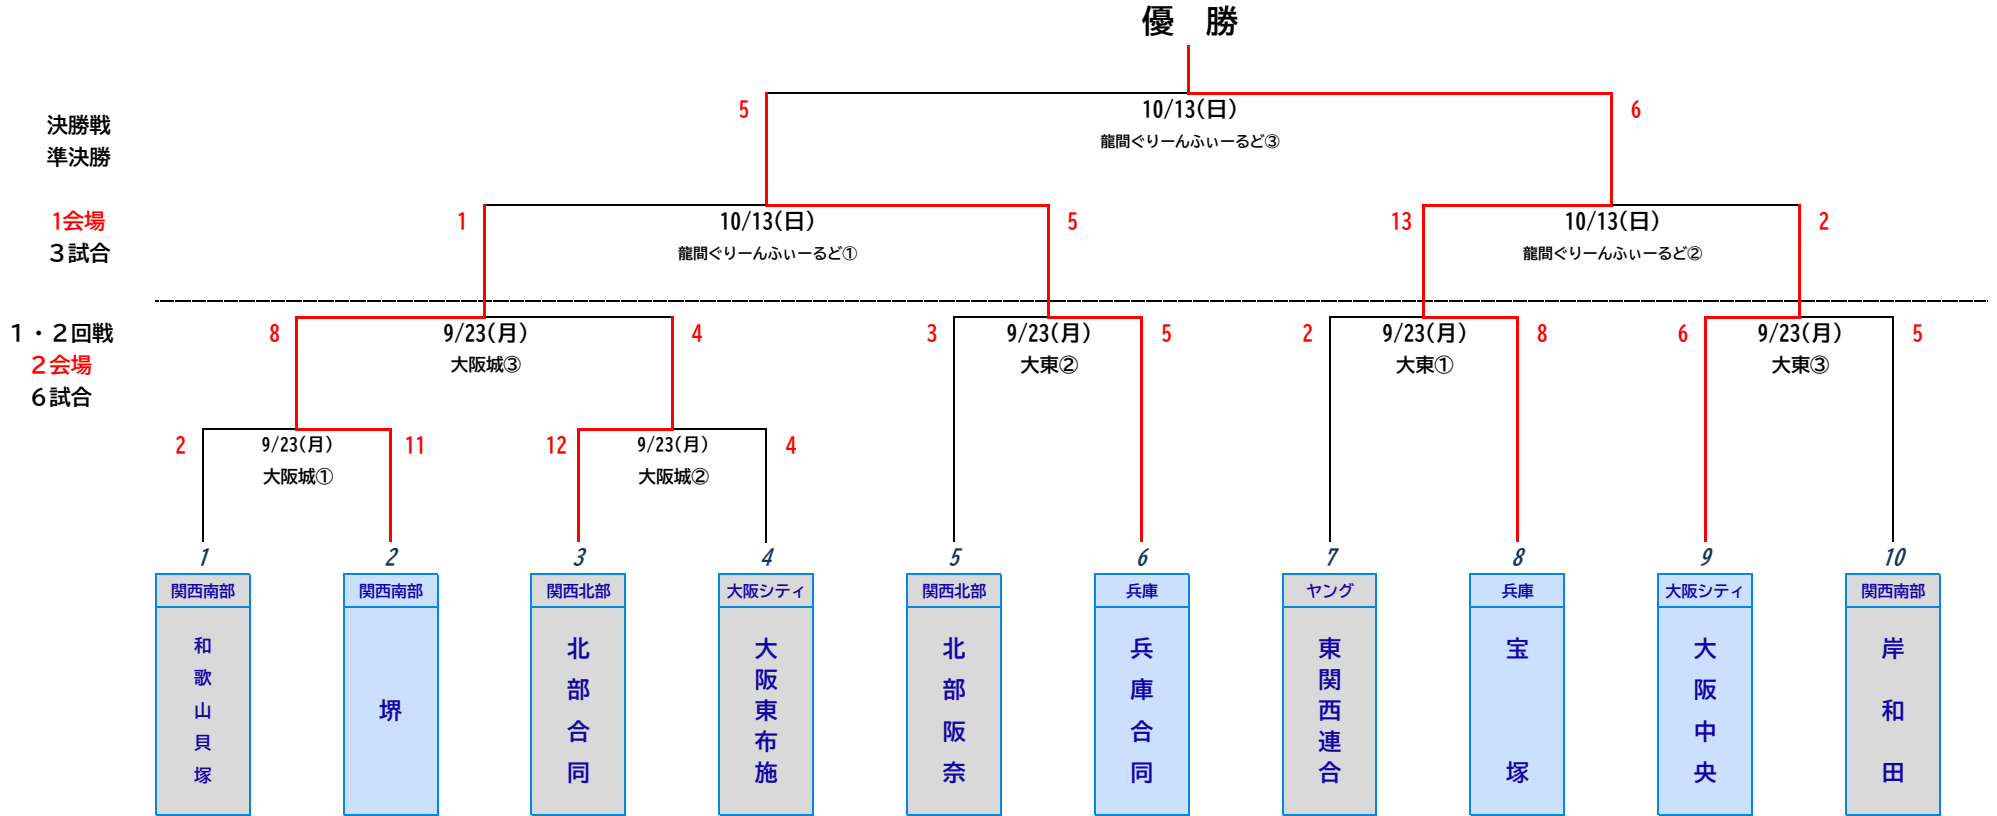 優　勝
5
10/13(日)
6
龍間ぐりーんふぃーるど③
決勝戦
準決勝
1会場
３試合
1
10/13(日)
5
龍間ぐりーんふぃーるど①
13
10/13(日)
2
龍間ぐりーんふぃーるど②
１・２回戦
２会場
６試合
8
9/23(月)
4
大阪城③
3
9/23(月)
5
大東②
2
9/23(月)
8
大東①
6
9/23(月)
5
大東③
2
9/23(月)
11
大阪城①
12
9/23(月)
4
大阪城②
1
関西南部
和歌山貝塚
2
関西南部
堺
3
関西北部
北部合同
4
大阪シティ
大阪東布施
5
関西北部
北部阪奈
6
兵庫
兵庫合同
7
ヤング
東関西連合
8
兵庫
宝塚
9
大阪シティ
大阪中央
10
関西南部
岸和田